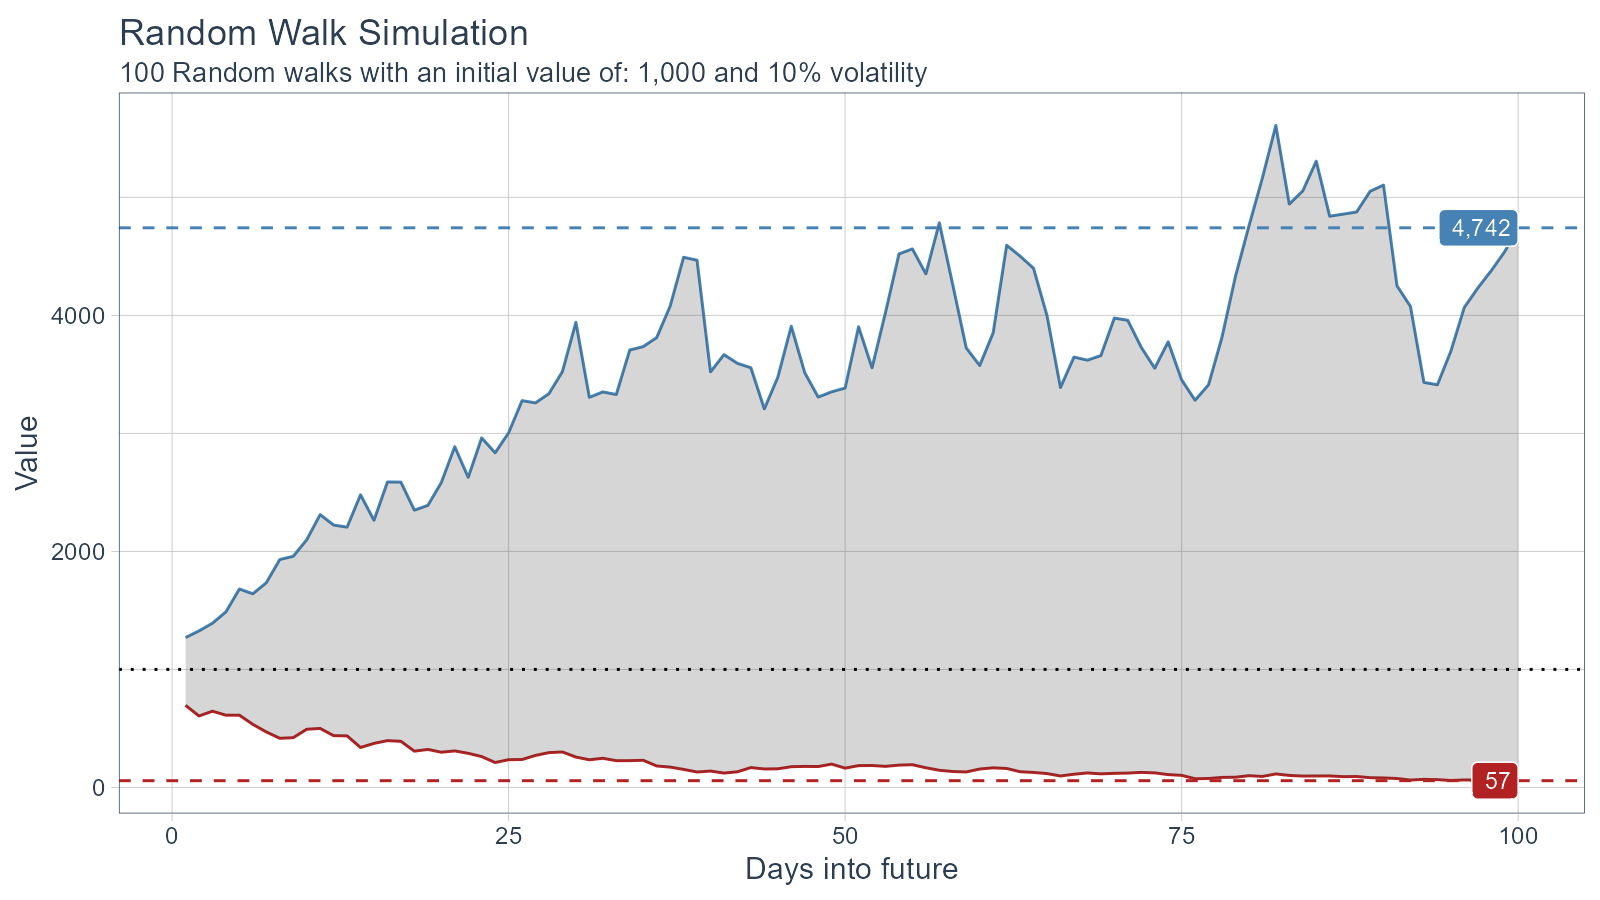 Random Walk Simulation
100 Random walks with an initial value of: 1,000 and 10% volatility
Value
4000
2000
0
4,742
57
0
25
50
75
100
Days into future